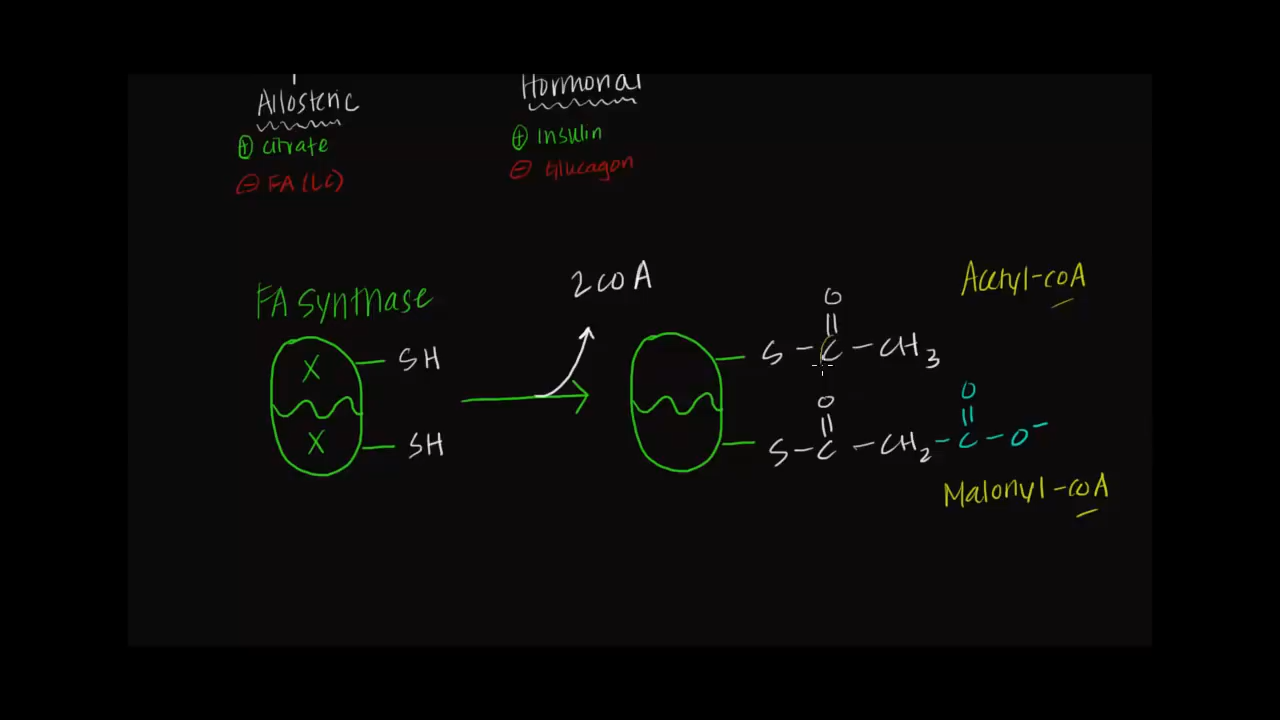 Allosteric
⊕ citrate
⊖ FA (LC)
Hormonal
⊕ insulin
⊖ Glucagon
FA Synthase
X
X
SH
SH
2 coA
O
S - C - CH3
O
S - C - CH2 - C - O-
O
Acetyl-coA
Malonyl-coA